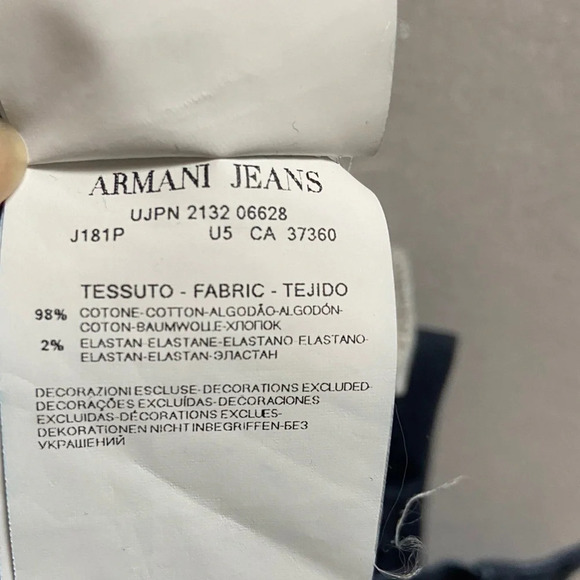 ARMANI JEANS
UJPN 2132 06628
J181P U5 CA 37360
TESSUTO - FABRIC - TEJIDO
98% COTONE-COTTON-ALGODÃO-ALGODÓN-
COTON-BAUMWOLLE-ХЛОПОК
2% ELASTAN-ELASTANE-ELASTANO ELASTANO-
ELASTAN-ELASTAN-ЭЛАСТАН
DECORAZIONI ESCLUSE-DECORATIONS EXCLUDED-
DECORAÇÕES EXCLUÍDAS-DECORACIONES
EXCLUIDAS-DÉCORATIONS EXCLUES-
DEKORATIONEN NICHT INBEGRIFFEN-БЕЗ
УКРАШЕНИЙ